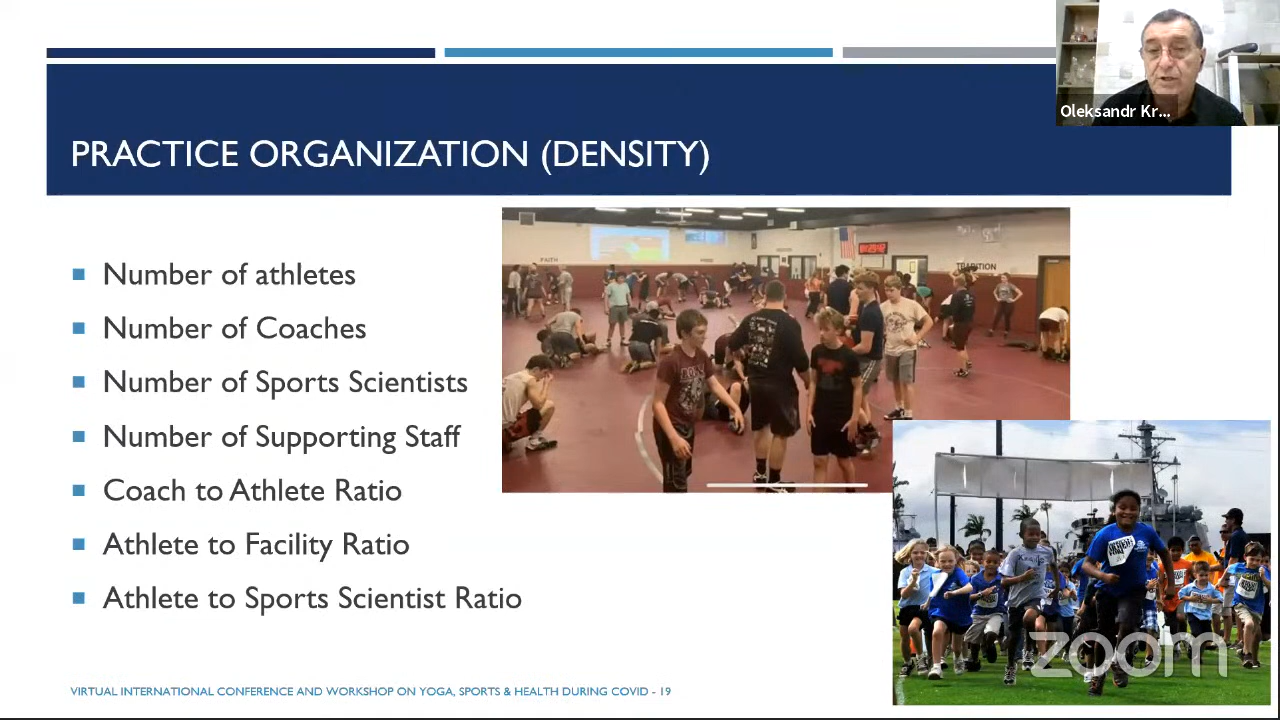 Oleksandr Kr...
PRACTICE ORGANIZATION (DENSITY)
Number of athletes
Number of Coaches
Number of Sports Scientists
Number of Supporting Staff
Coach to Athlete Ratio
Athlete to Facility Ratio
Athlete to Sports Scientist Ratio
FAITH
TRADITION
zoom
VIRTUAL INTERNATIONAL CONFERENCE AND WORKSHOP ON YOGA, SPORTS & HEALTH DURING COVID - 19